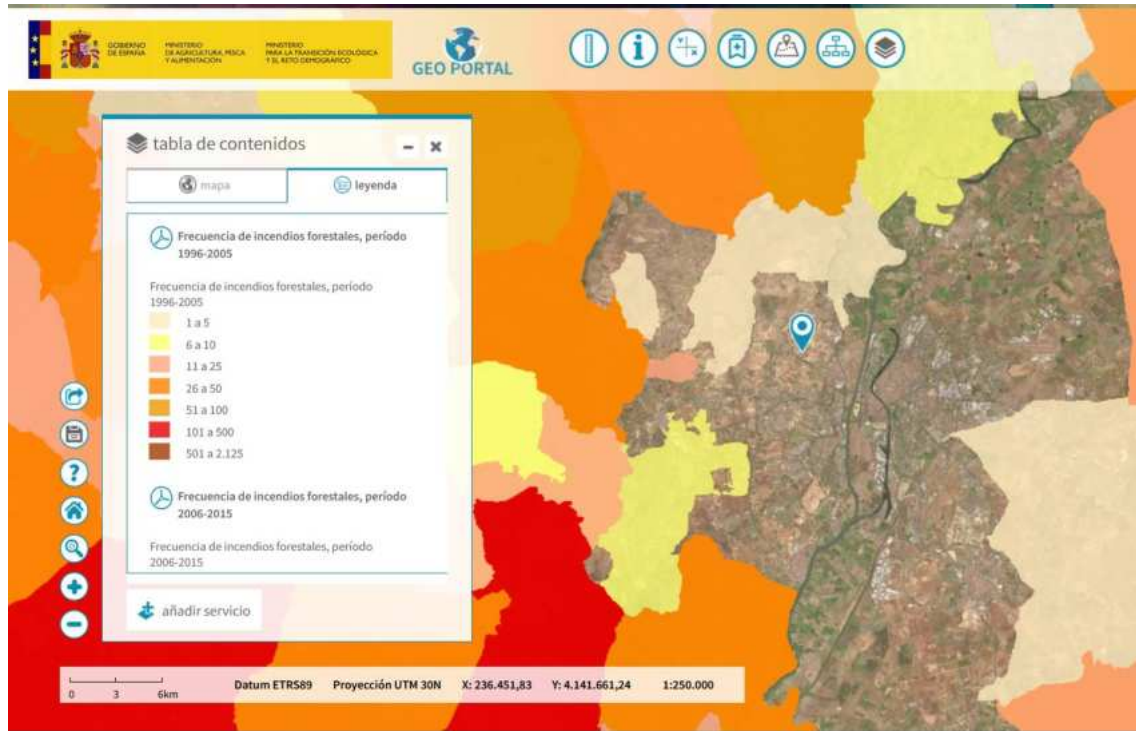 GOBIERNO DE ESPAÑA
MINISTERIO DE AGRICULTURA, PESCA Y ALIMENTACIÓN
MINISTERIO PARA LA TRANSICIÓN ECOLÓGICA Y EL RETO DEMOGRÁFICO
GEO PORTAL
tabla de contenidos
mapa
leyenda
Frecuencia de incendios forestales, período
1996-2005
Frecuencia de incendios forestales, período
1996-2005
1 a 5
6 a 10
11 a 25
26 a 50
51 a 100
101 a 500
501 a 2.125
Frecuencia de incendios forestales, período
2006-2015
Frecuencia de incendios forestales, período
2006-2015
añadir servicio
0 3 6km
Datum ETRS89 Proyección UTM 30N X: 236.451,83 Y: 4.141.661,24 1:250.000